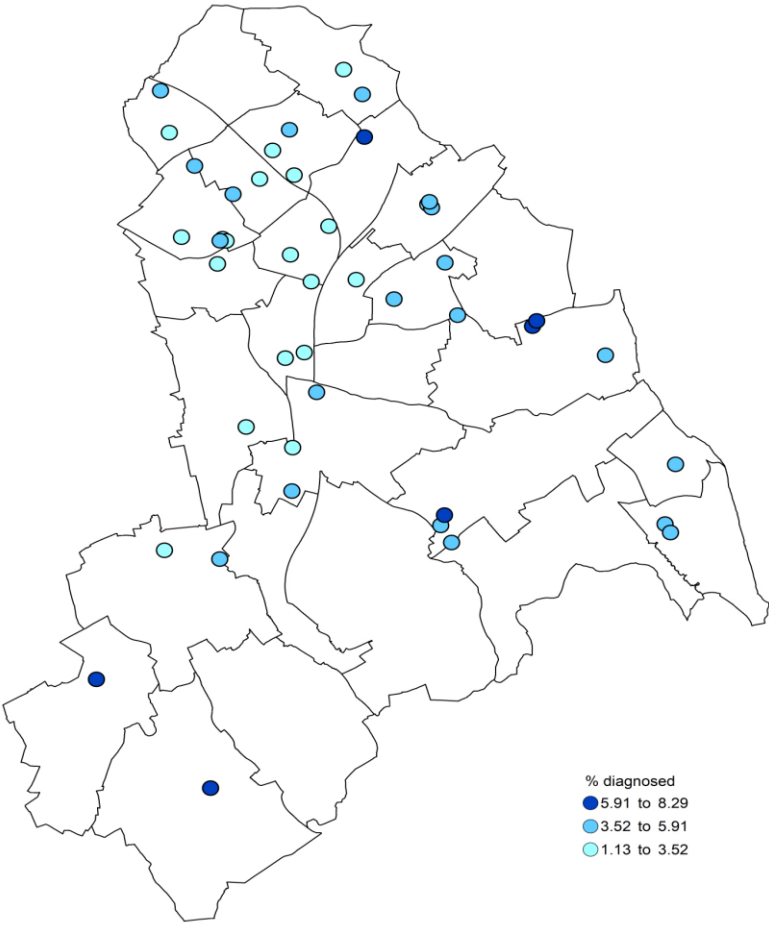 % diagnosed
5.91 to 8.29
3.52 to 5.91
1.13 to 3.52